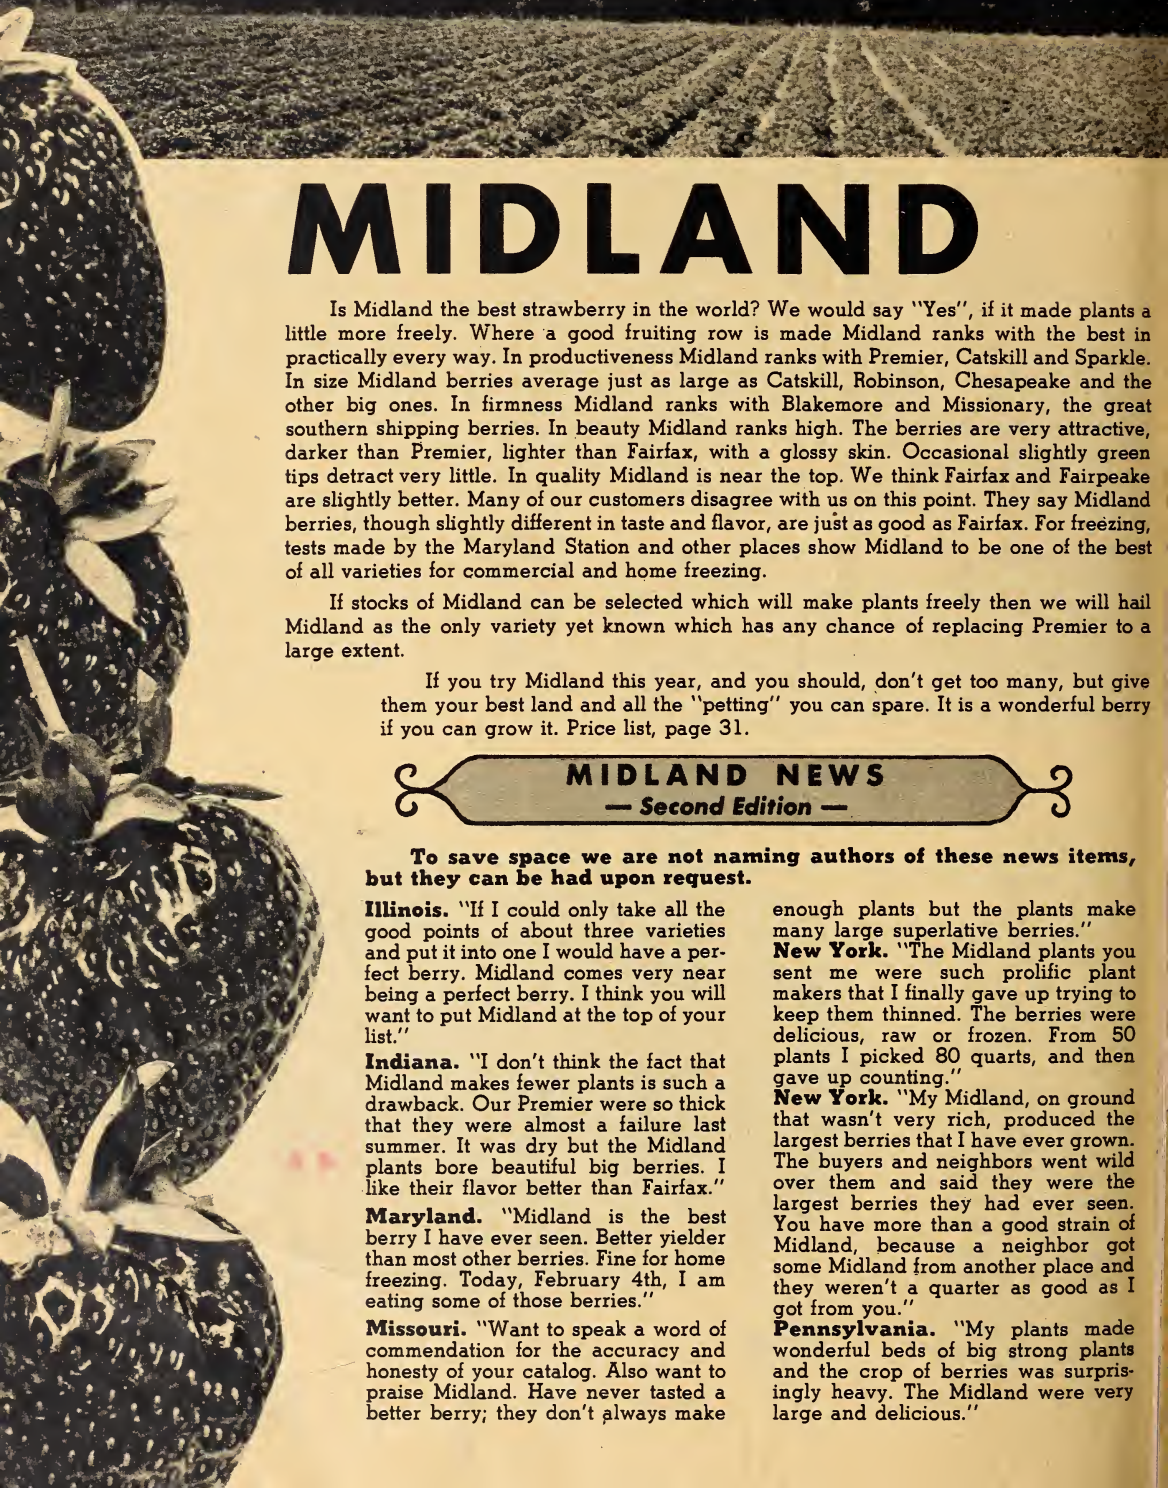 MIDLAND
Is Midland the best strawberry in the world? We would say "Yes", if it made plants a
little more freely. Where a good fruiting row is made Midland ranks with the best in
practically every way. In productiveness Midland ranks with Premier, Catskill and Sparkle.
In size Midland berries average just as large as Catskill, Robinson, Chesapeake and the
other big ones. In firmness Midland ranks with Blakemore and Missionary, the great
southern shipping berries. In beauty Midland ranks high. The berries are very attractive,
darker than Premier, lighter than Fairfax, with a glossy skin. Occasional slightly green
tips detract very little. In quality Midland is near the top. We think Fairfax and Fairpeake
are slightly better. Many of our customers disagree with us on this point. They say Midland
berries, though slightly different in taste and flavor, are just as good as Fairfax. For freezing,
tests made by the Maryland Station and other places show Midland to be one of the best
of all varieties for commercial and home freezing.
If stocks of Midland can be selected which will make plants freely then we will hail
Midland as the only variety yet known which has any chance of replacing Premier to a
large extent.
If you try Midland this year, and you should, don't get too many, but give
them your best land and all the "petting" you can spare. It is a wonderful berry
if you can grow it. Price list, page 31.
MIDLAND NEWS
— Second Edition —
To save space we are not naming authors of these news items,
but they can be had upon request.
Illinois. "If I could only take all the
good points of about three varieties
and put it into one I would have a per-
fect berry. Midland comes very near
being a perfect berry. I think you will
want to put Midland at the top of your
list."
Indiana. "I don't think the fact that
Midland makes fewer plants is such a
drawback. Our Premier were so thick
that they were almost a failure last
summer. It was dry but the Midland
plants bore beautiful big berries. I
like their flavor better than Fairfax."
Maryland. "Midland is the best
berry I have ever seen. Better yielder
than most other berries. Fine for home
freezing. Today, February 4th, I am
eating some of those berries."
Missouri. "Want to speak a word of
commendation for the accuracy and
honesty of your catalog. Also want to
praise Midland. Have never tasted a
better berry; they don't always make
enough plants but the plants make
many large superlative berries."
New York. "The Midland plants you
sent me were such prolific plant
makers that I finally gave up trying to
keep them thinned. The berries were
delicious, raw or frozen. From 50
plants I picked 80 quarts, and then
gave up counting."
New York. "My Midland, on ground
that wasn't very rich, produced the
largest berries that I have ever grown.
The buyers and neighbors went wild
over them and said they were the
largest berries they had ever seen.
You have more than a good strain of
Midland, because a neighbor got
some Midland from another place and
they weren't a quarter as good as I
got from you."
Pennsylvania. "My plants made
wonderful beds of big strong plants
and the crop of berries was surpris-
ingly heavy. The Midland were very
large and delicious."